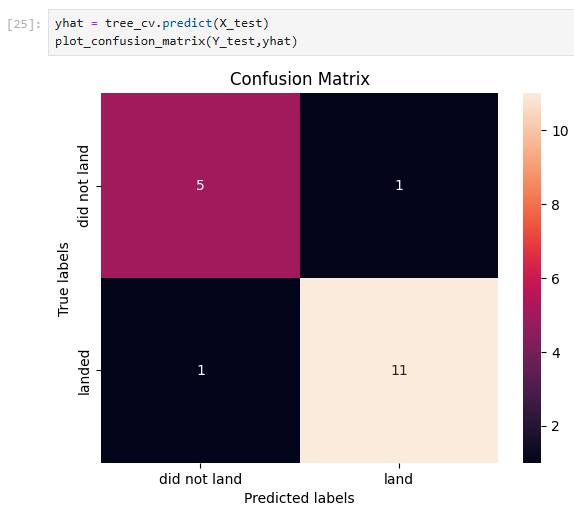 [25]:
yhat = tree_cv.predict(X_test)
plot_confusion_matrix(Y_test,yhat)
Confusion Matrix
True labels
did not land
landed
5
1
1
11
did not land
land
Predicted labels
10
8
6
4
2